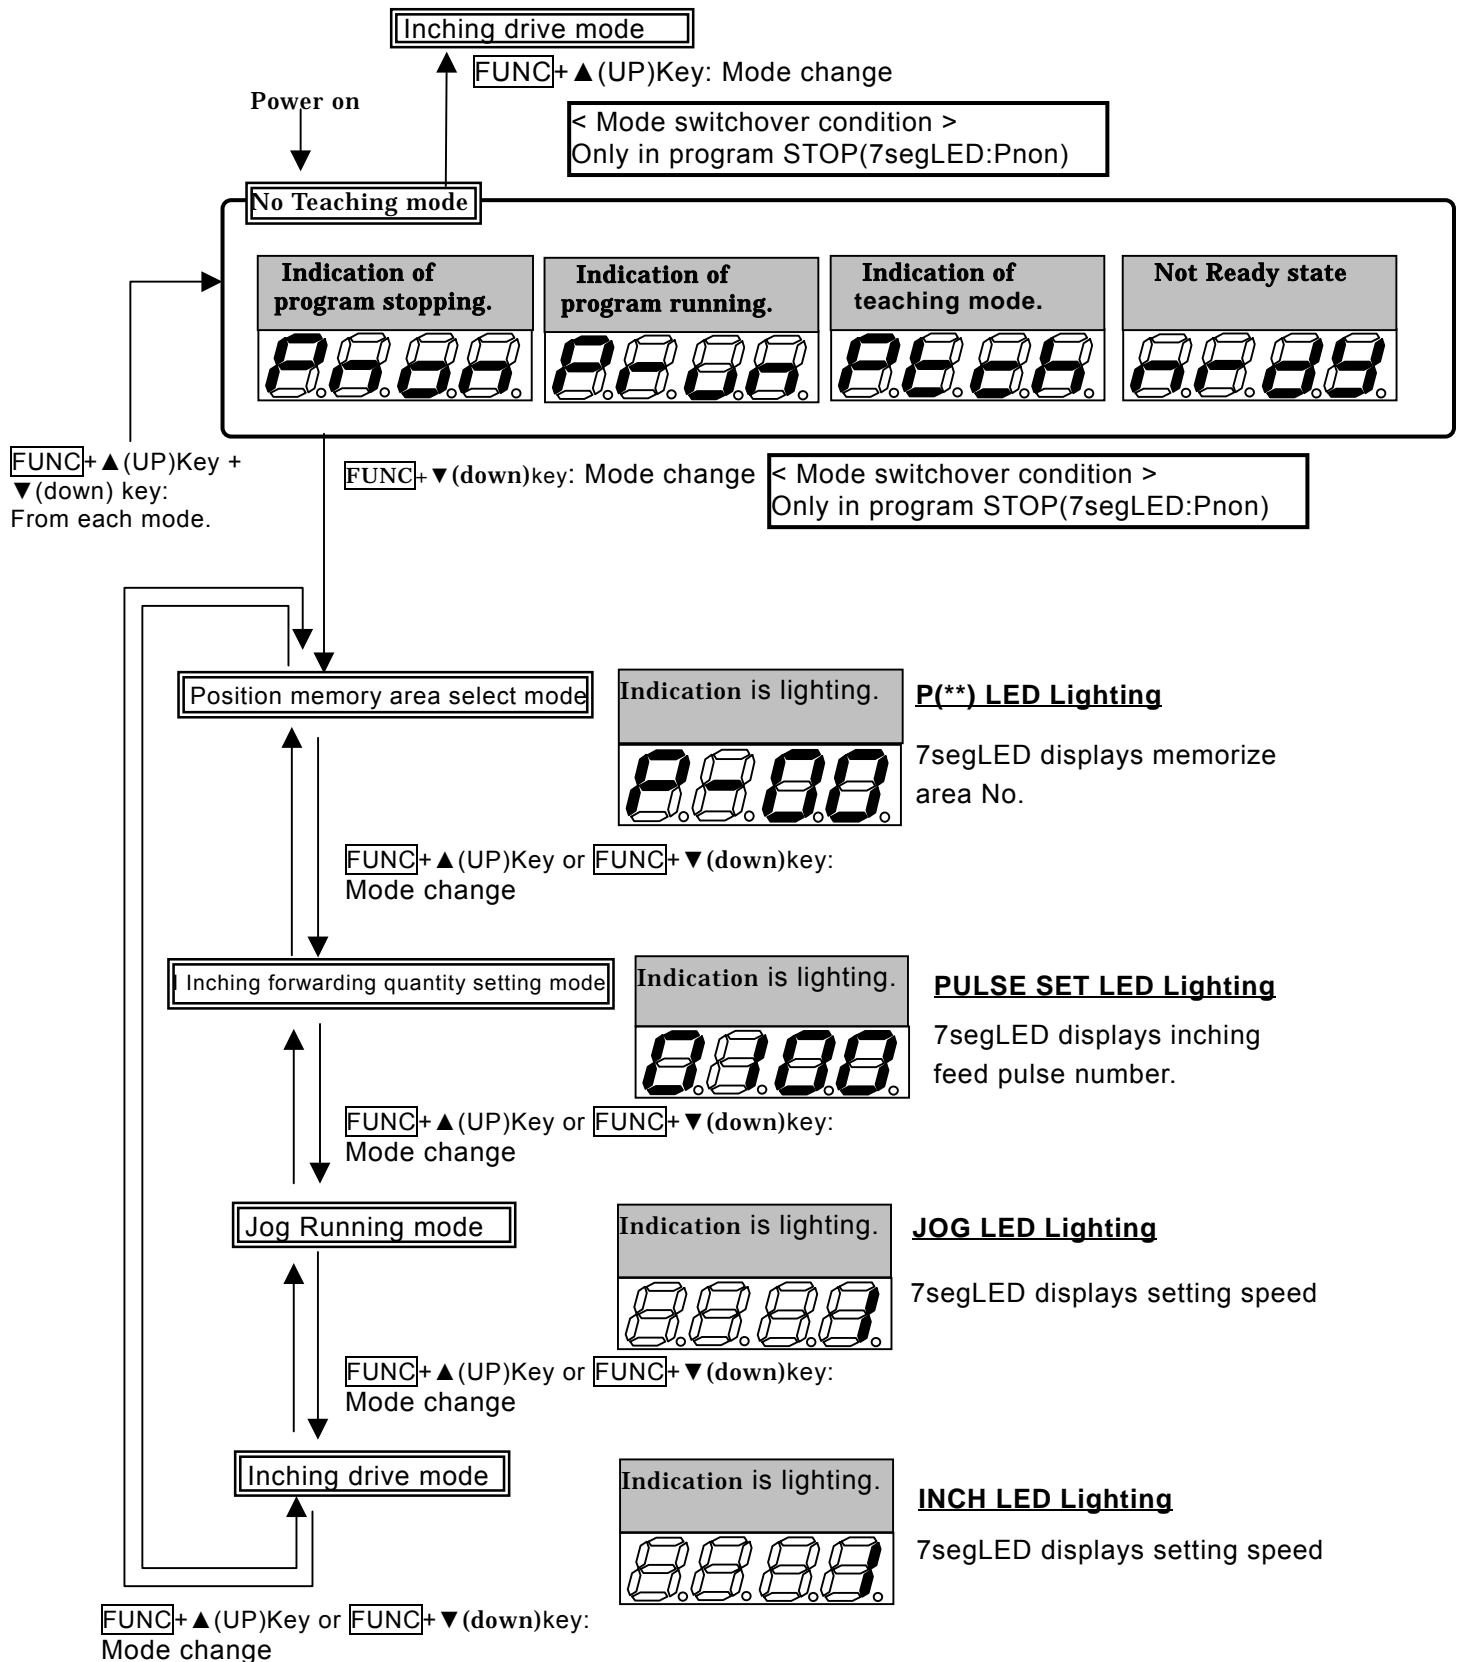 Inching drive mode
FUNC+▲(UP)Key: Mode change
Power on
< Mode switchover condition >
Only in program STOP(7segLED:Pnon)
No Teaching mode
Indication of
program stopping.
Indication of
program running.
Indication of
teaching mode.
Not Ready state
Pnon
Prun
Ptch
nrdy
FUNC+▲(UP)Key +
▼(down) key:
From each mode.
FUNC+▼(down)key: Mode change
< Mode switchover condition >
Only in program STOP(7segLED:Pnon)
Position memory area select mode
Indication is lighting.
P-00
P(**) LED Lighting
7segLED displays memorize
area No.
FUNC+▲(UP)Key or FUNC+▼(down)key:
Mode change
I Inching forwarding quantity setting mode
Indication is lighting.
0100
PULSE SET LED Lighting
7segLED displays inching
feed pulse number.
FUNC+▲(UP)Key or FUNC+▼(down)key:
Mode change
Jog Running mode
Indication is lighting.
1
JOG LED Lighting
7segLED displays setting speed
FUNC+▲(UP)Key or FUNC+▼(down)key:
Mode change
Inching drive mode
Indication is lighting.
1
INCH LED Lighting
7segLED displays setting speed
FUNC+▲(UP)Key or FUNC+▼(down)key:
Mode change